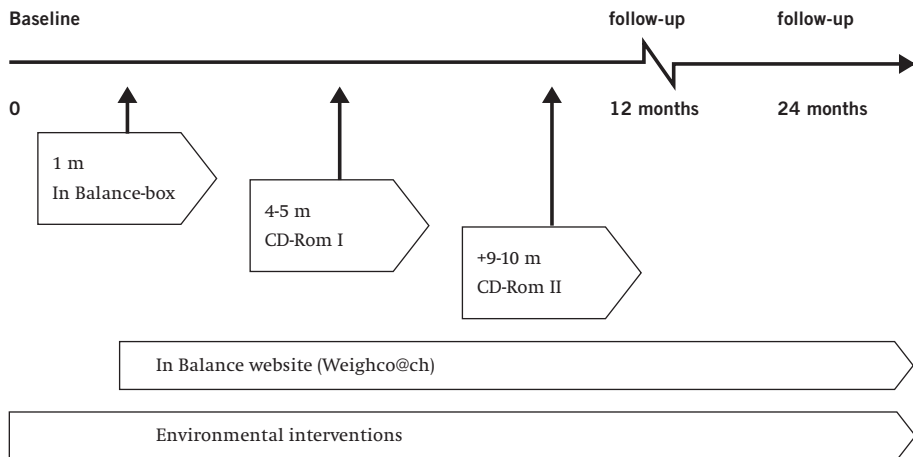 Baseline follow-up follow-up
0 12 months 24 months
1 m
In Balance-box
4-5 m
CD-Rom I
+9-10 m
CD-Rom II
In Balance website (Weighco@ch)
Environmental interventions